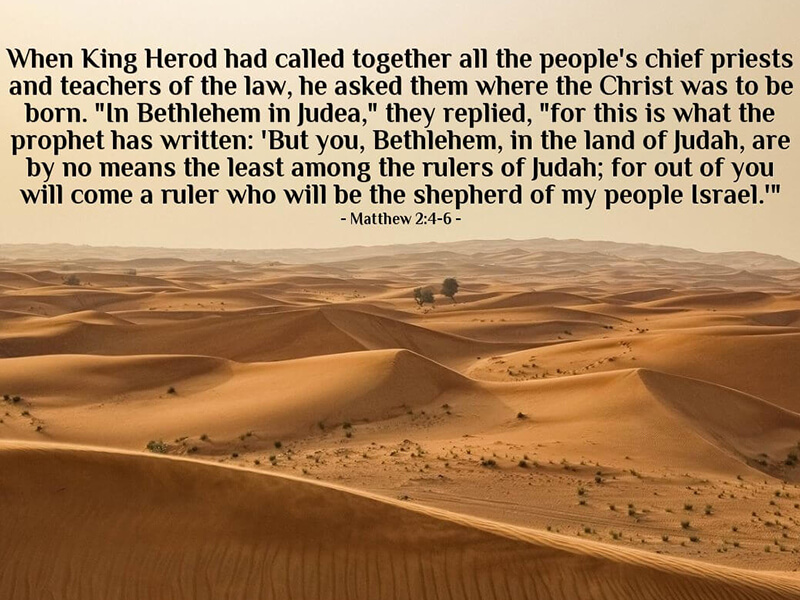 When King Herod had called together all the people's chief priests
and teachers of the law, he asked them where the Christ was to be
born. "In Bethlehem in Judea," they replied, "for this is what the
prophet has written: 'But you, Bethlehem, in the land of Judah, are
by no means the least among the rulers of Judah; for out of you
will come a ruler who will be the shepherd of my people Israel.'"
- Matthew 2:4-6 -